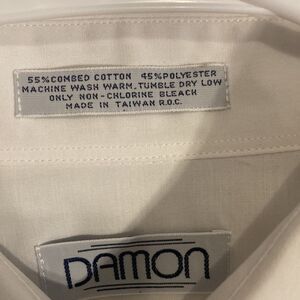 55% COMBED COTTON 45% POLYESTER
MACHINE WASH WARM, TUMBLE DRY LOW
ONLY NON-CHLORINE BLEACH
MADE IN TAIWAN R.O.C.
DAMON